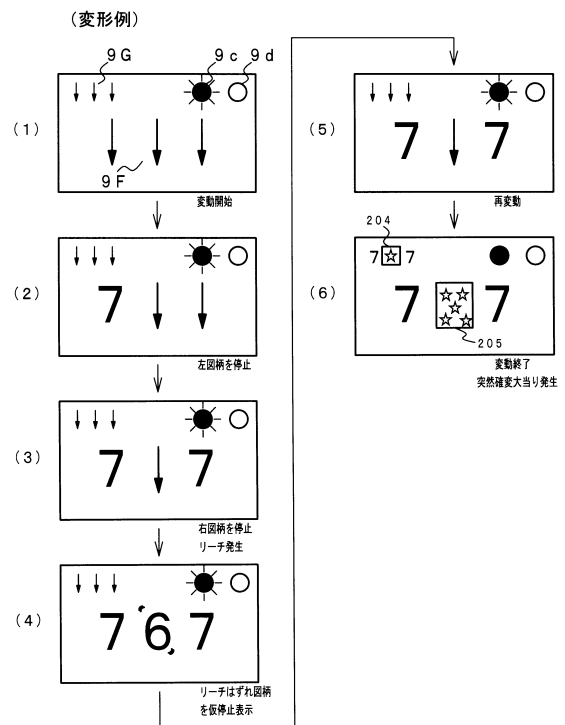 (変形例)
9G
9c
9d
(1)
9F
変動開始
(2)
7
左図柄を停止
(3)
7 7
右図柄を停止
リーチ発生
(4)
7 6 7
リーチはずれ図柄
を仮停止表示
(5)
7 7
再変動
204
7 ☆ 7
(6)
7 ☆☆☆☆☆ 7
205
変動終了
突然確変大当り発生